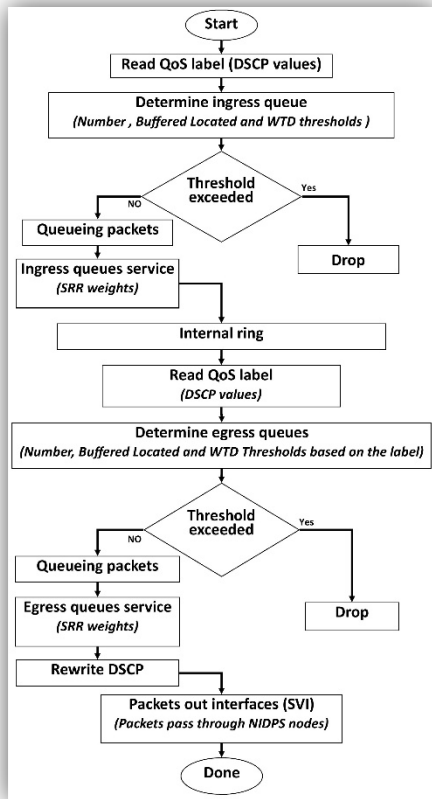 Start
Read QoS label (DSCP values)
Determine ingress queue
(Number , Buffered Located and WTD thresholds )
Threshold
exceeded
NO
Yes
Queueing packets
Drop
Ingress queues service
(SRR weights)
Internal ring
Read QoS label
(DSCP values)
Determine egress queues
(Number, Buffered Located and WTD Thresholds based on the label)
Threshold
exceeded
NO
Yes
Queueing packets
Drop
Egress queues service
(SRR weights)
Rewrite DSCP
Packets out interfaces (SVI)
(Packets pass through NIDPS nodes)
Done